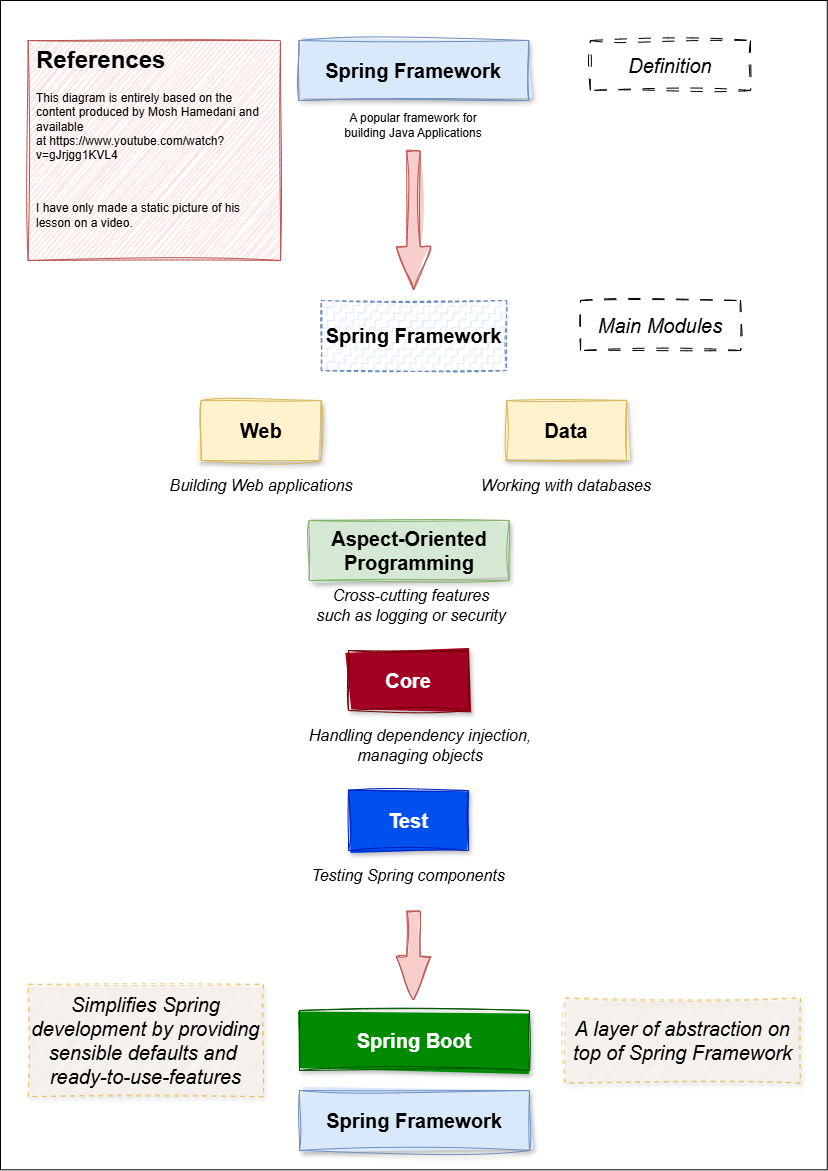 References
This diagram is entirely based on the
content produced by Mosh Hamedani and
available
at https://www.youtube.com/watch?
v=gJrjgg1KVL4
I have only made a static picture of his
lesson on a video.
Spring Framework
A popular framework for
building Java Applications
Definition
Spring Framework
Main Modules
Web
Building Web applications
Data
Working with databases
Aspect-Oriented
Programming
Cross-cutting features
such as logging or security
Core
Handling dependency injection,
managing objects
Test
Testing Spring components
Simplifies Spring
development by providing
sensible defaults and
ready-to-use-features
Spring Boot
A layer of abstraction on
top of Spring Framework
Spring Framework